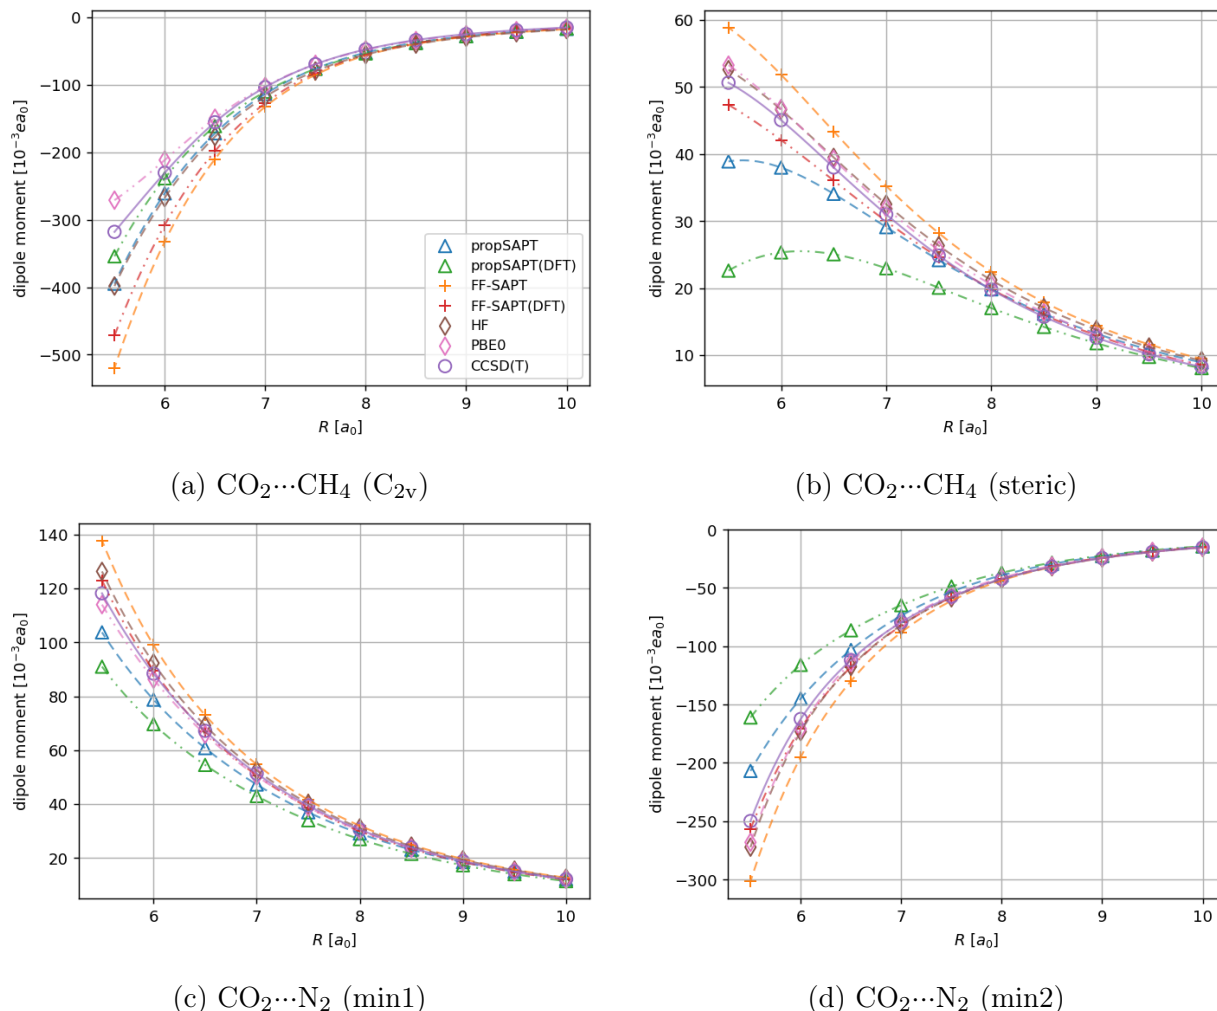 0
−100
−200
−300
−400
−500
dipole moment [10⁻³ea₀]
propSAPT
propSAPT(DFT)
FF-SAPT
FF-SAPT(DFT)
HF
PBE0
CCSD(T)
6 7 8 9 10
R [a₀]
(a) CO₂···CH₄ (C₂ᵥ)
60
50
40
30
20
10
dipole moment [10⁻³ea₀]
6 7 8 9 10
R [a₀]
(b) CO₂···CH₄ (steric)
140
120
100
80
60
40
20
dipole moment [10⁻³ea₀]
6 7 8 9 10
R [a₀]
(c) CO₂···N₂ (min1)
0
−50
−100
−150
−200
−250
−300
dipole moment [10⁻³ea₀]
6 7 8 9 10
R [a₀]
(d) CO₂···N₂ (min2)